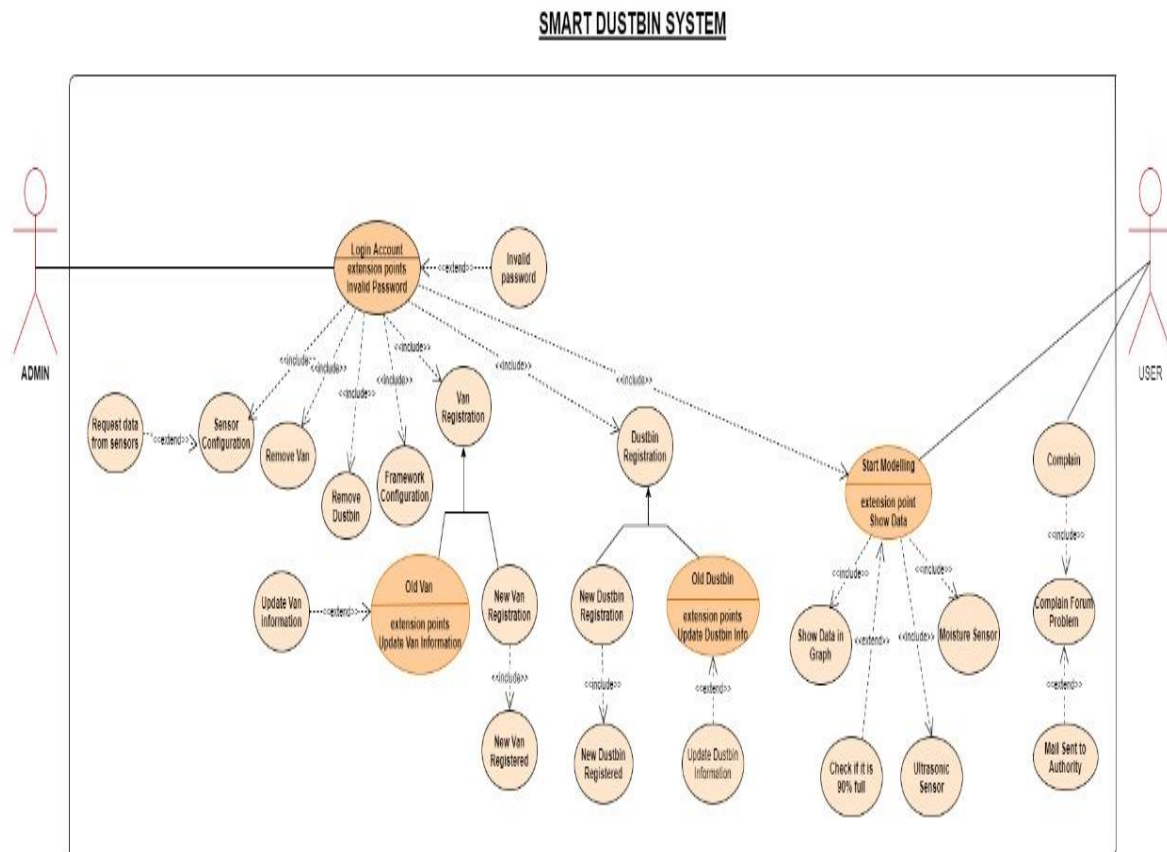 SMART DUSTBIN SYSTEM
ADMIN
USER
Login Account
extension points
Invalid Password
<<extend>>
Invalid
password
<<include>>
<<include>>
<<include>>
<<include>>
<<include>>
<<include>>
<<include>>
Request data
from sensors
<<extend>>
Sensor
Configuration
Remove Van
Remove
Dustbin
Framework
Configuration
Van
Registration
Dustbin
Registration
Start Modelling
extension point
Show Data
Complain
Update Van
information
<<extend>>
Old Van
extension points
Update Van Information
New Van
Registration
<<include>>
New Van
Registered
New Dustbin
Registration
<<include>>
New Dustbin
Registered
Old Dustbin
extension points
Update Dustbin Info
<<extend>>
Update Dustbin
Information
<<include>>
<<include>>
<<extend>>
<<include>>
Show Data in
Graph
Moisture Sensor
Check if it is
90% full
Ultrasonic
Sensor
<<include>>
Complain Forum
Problem
<<extend>>
Mail Sent to
Authority